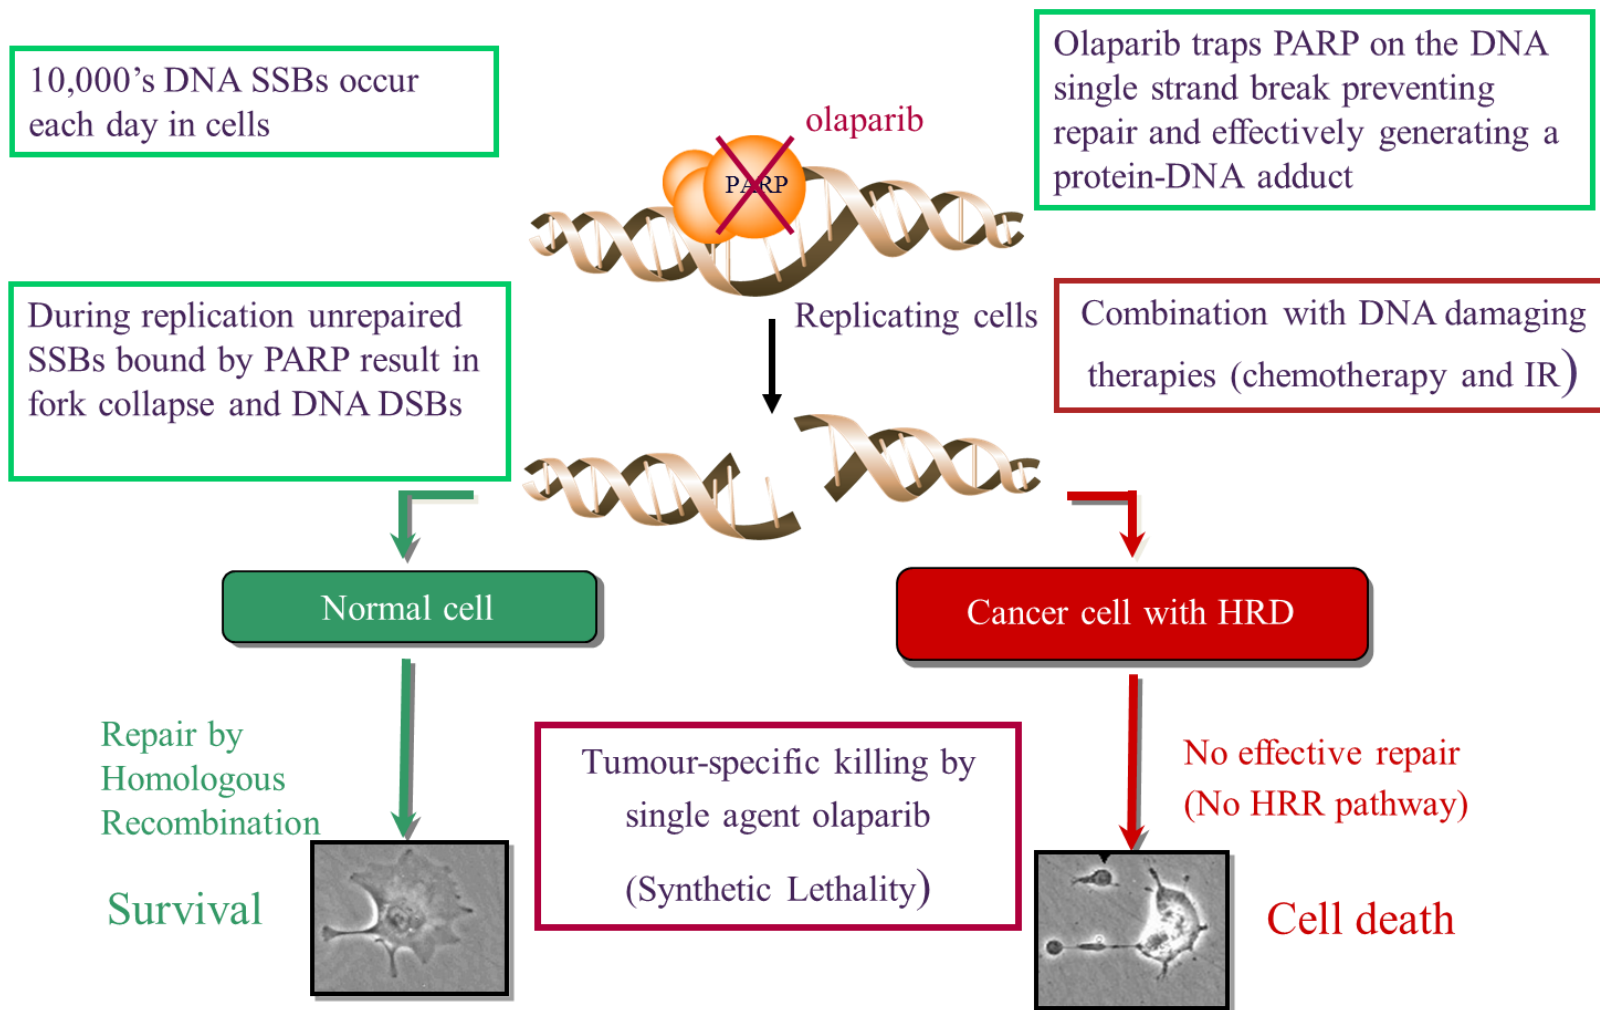 10,000’s DNA SSBs occur
each day in cells
olaparib
PARP
Olaparib traps PARP on the DNA
single strand break preventing
repair and effectively generating a
protein-DNA adduct
During replication unrepaired
SSBs bound by PARP result in
fork collapse and DNA DSBs
Replicating cells
Combination with DNA damaging
therapies (chemotherapy and IR)
Normal cell
Cancer cell with HRD
Repair by
Homologous
Recombination
Survival
Tumour-specific killing by
single agent olaparib
(Synthetic Lethality)
No effective repair
(No HRR pathway)
Cell death